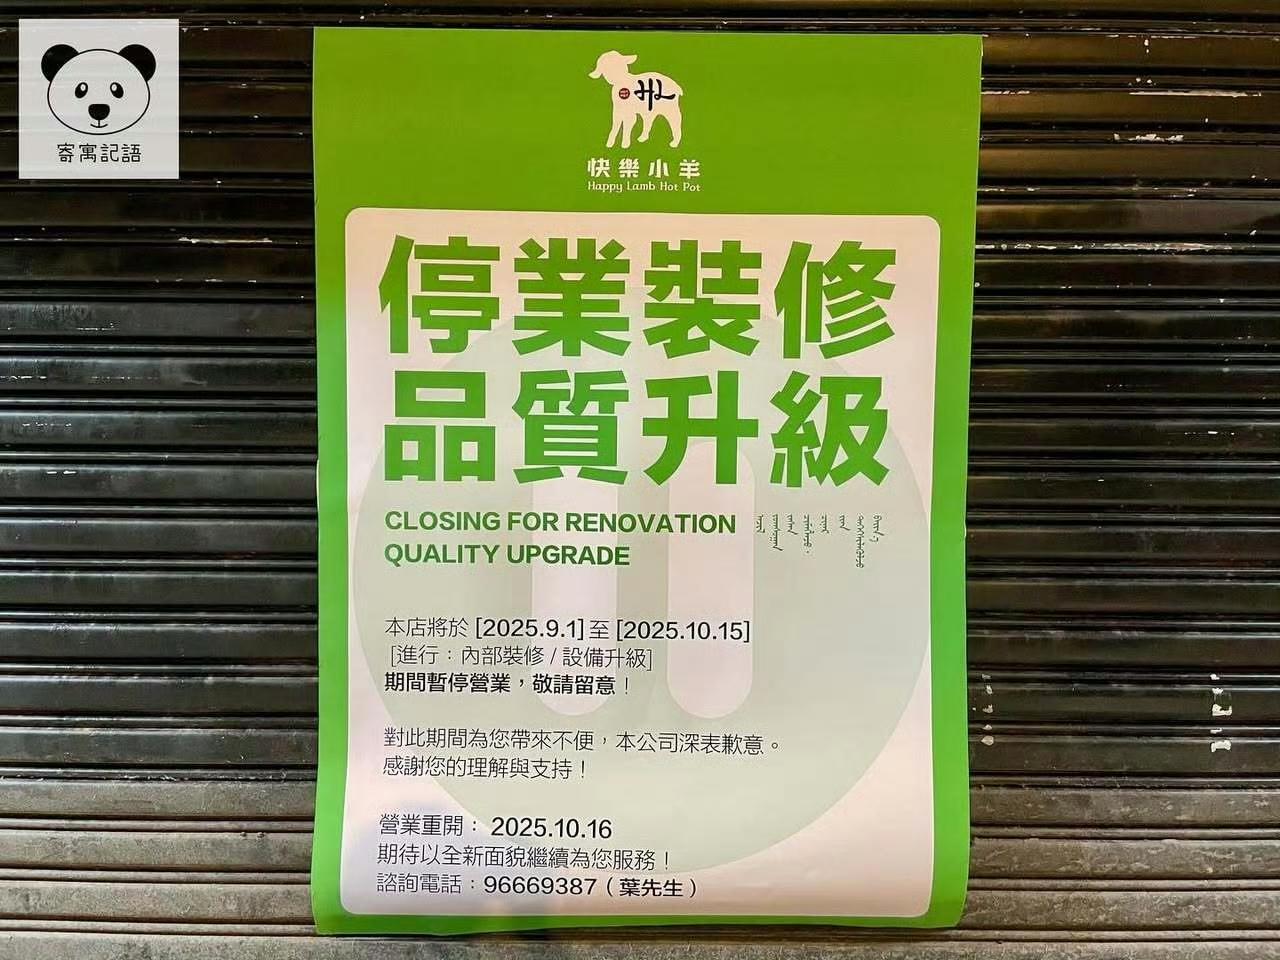 寄寓記語
HL
快樂小羊
Happy Lamb Hot Pot
停業裝修
品質升級
CLOSING FOR RENOVATION
QUALITY UPGRADE
本店將於 [2025.9.1] 至 [2025.10.15]
[進行：內部裝修 / 設備升級]
期間暫停營業，敬請留意！
對此期間為您帶來不便，本公司深表歉意。
感謝您的理解與支持！
營業重開： 2025.10.16
期待以全新面貌繼續為您服務！
諮詢電話：96669387（葉先生）